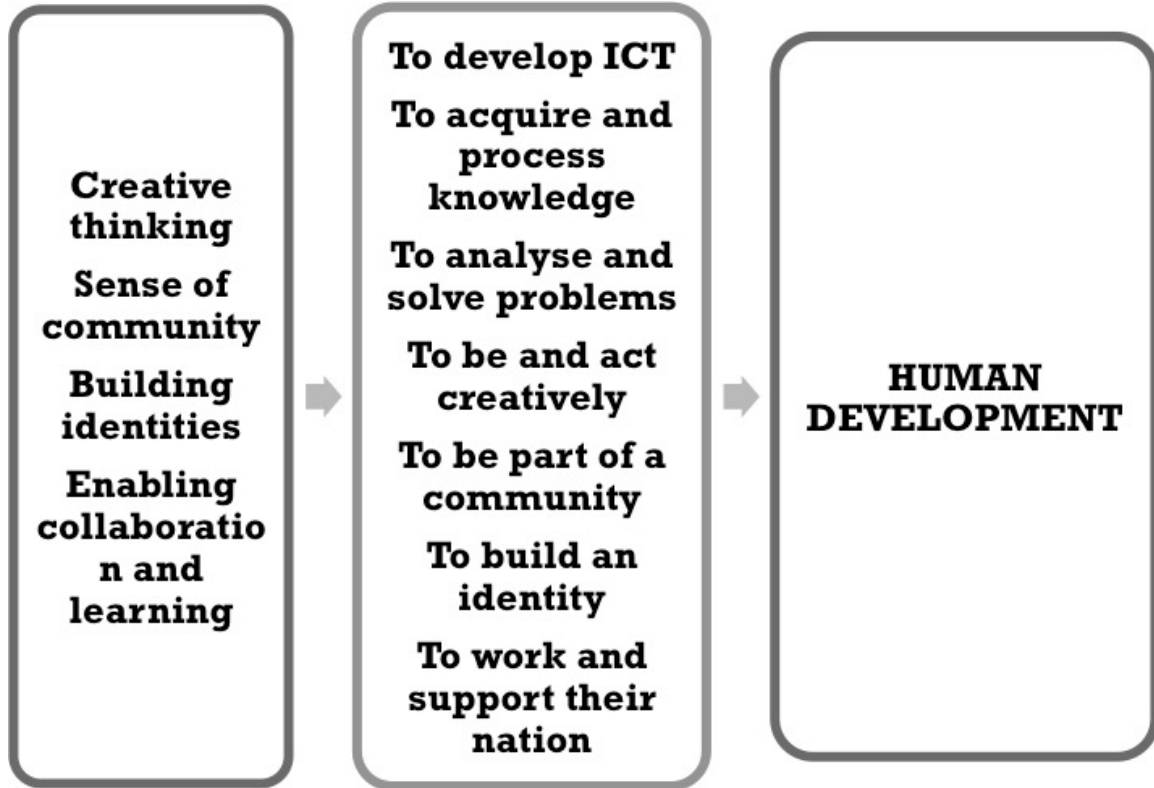 Creative
thinking
Sense of
community
Building
identities
Enabling
collaboratio
n and
learning
To develop ICT
To acquire and
process
knowledge
To analyse and
solve problems
To be and act
creatively
To be part of a
community
To build an
identity
To work and
support their
nation
HUMAN
DEVELOPMENT